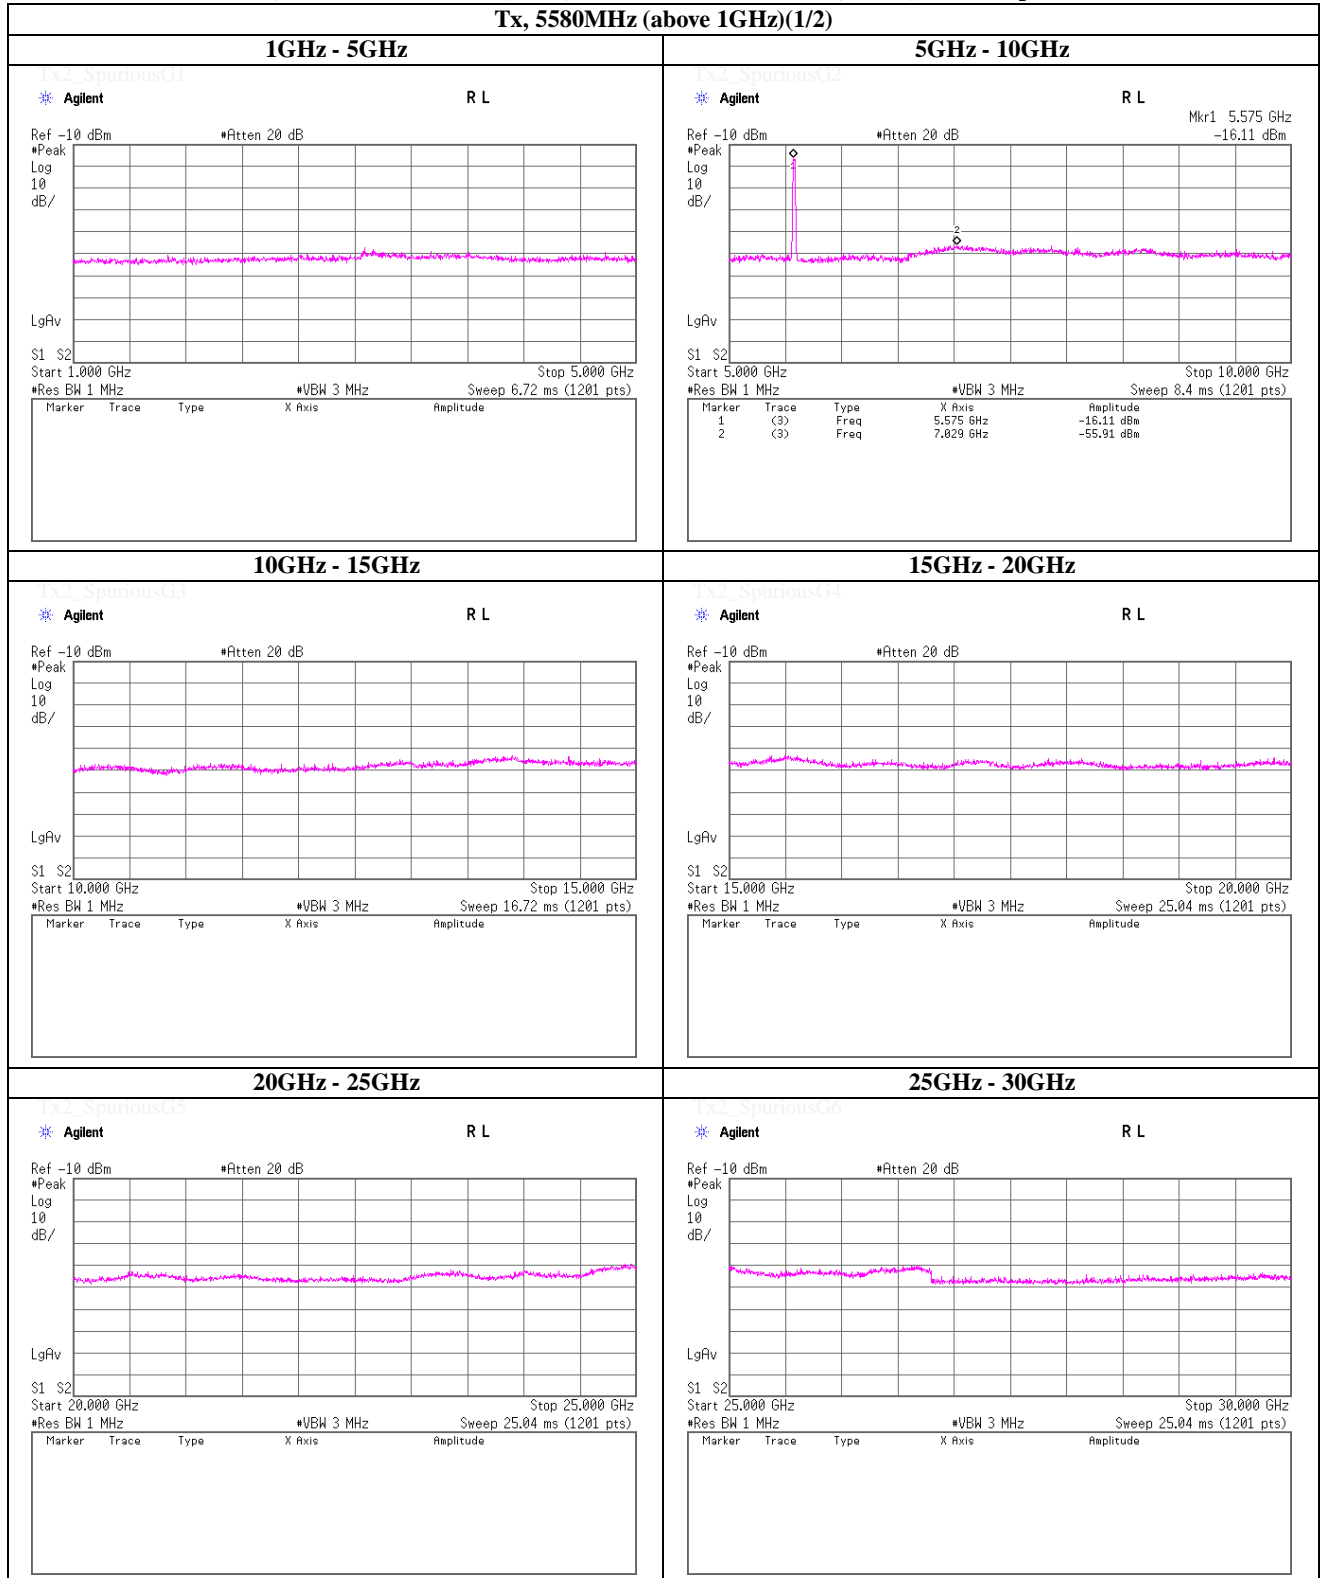 Tx, 5580MHz (above 1GHz)(1/2)
1GHz - 5GHz
Tx2_SpuriousG1
Agilent R L
Ref -10 dBm #Atten 20 dB
#Peak
Log
10
dB/
LgAv
S1 S2
Start 1.000 GHz Stop 5.000 GHz
#Res BW 1 MHz #VBW 3 MHz Sweep 6.72 ms (1201 pts)
Marker Trace Type X Axis Amplitude
5GHz - 10GHz
Tx2_SpuriousG2
Agilent R L
Mkr1 5.575 GHz
Ref -10 dBm #Atten 20 dB -16.11 dBm
#Peak
Log
10
dB/
1
2
LgAv
S1 S2
Start 5.000 GHz Stop 10.000 GHz
#Res BW 1 MHz #VBW 3 MHz Sweep 8.4 ms (1201 pts)
Marker Trace Type X Axis Amplitude
1 (3) Freq 5.575 GHz -16.11 dBm
2 (3) Freq 7.029 GHz -55.91 dBm
10GHz - 15GHz
Tx2_SpuriousG3
Agilent R L
Ref -10 dBm #Atten 20 dB
#Peak
Log
10
dB/
LgAv
S1 S2
Start 10.000 GHz Stop 15.000 GHz
#Res BW 1 MHz #VBW 3 MHz Sweep 16.72 ms (1201 pts)
Marker Trace Type X Axis Amplitude
15GHz - 20GHz
Tx2_SpuriousG4
Agilent R L
Ref -10 dBm #Atten 20 dB
#Peak
Log
10
dB/
LgAv
S1 S2
Start 15.000 GHz Stop 20.000 GHz
#Res BW 1 MHz #VBW 3 MHz Sweep 25.04 ms (1201 pts)
Marker Trace Type X Axis Amplitude
20GHz - 25GHz
Tx2_SpuriousG5
Agilent R L
Ref -10 dBm #Atten 20 dB
#Peak
Log
10
dB/
LgAv
S1 S2
Start 20.000 GHz Stop 25.000 GHz
#Res BW 1 MHz #VBW 3 MHz Sweep 25.04 ms (1201 pts)
Marker Trace Type X Axis Amplitude
25GHz - 30GHz
Tx2_SpuriousG6
Agilent R L
Ref -10 dBm #Atten 20 dB
#Peak
Log
10
dB/
LgAv
S1 S2
Start 25.000 GHz Stop 30.000 GHz
#Res BW 1 MHz #VBW 3 MHz Sweep 25.04 ms (1201 pts)
Marker Trace Type X Axis Amplitude